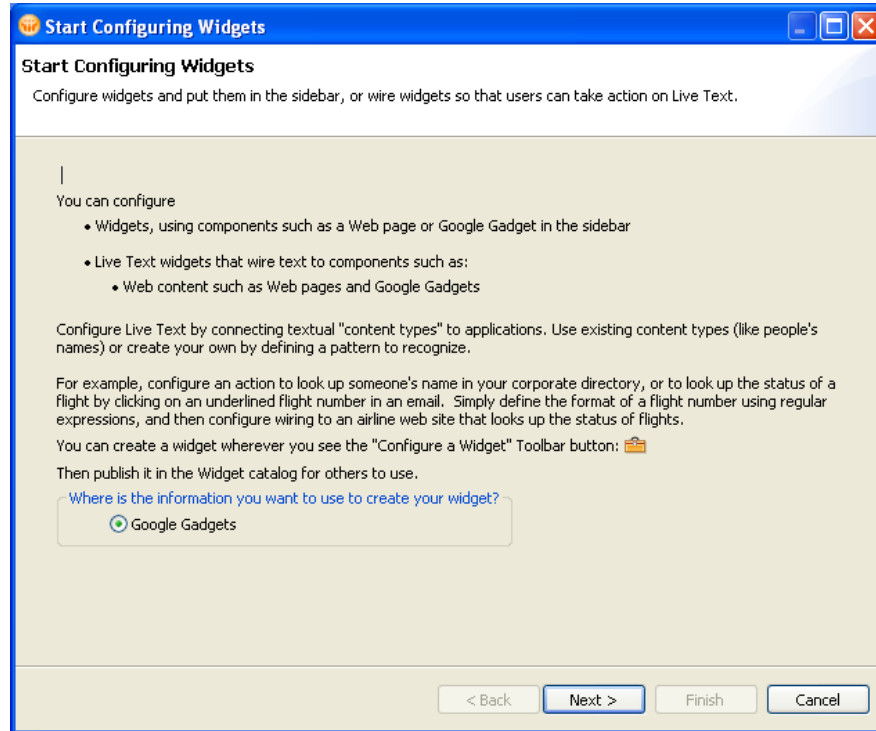 Start Configuring Widgets
Start Configuring Widgets
Configure widgets and put them in the sidebar, or wire widgets so that users can take action on Live Text.
You can configure
• Widgets, using components such as a Web page or Google Gadget in the sidebar
• Live Text widgets that wire text to components such as:
• Web content such as Web pages and Google Gadgets
Configure Live Text by connecting textual "content types" to applications. Use existing content types (like people's
names) or create your own by defining a pattern to recognize.
For example, configure an action to look up someone's name in your corporate directory, or to look up the status of a
flight by clicking on an underlined flight number in an email.  Simply define the format of a flight number using regular
expressions, and then configure wiring to an airline web site that looks up the status of flights.
You can create a widget wherever you see the "Configure a Widget" Toolbar button:
Then publish it in the Widget catalog for others to use.
Where is the information you want to use to create your widget?
Google Gadgets
< Back Next > Finish Cancel